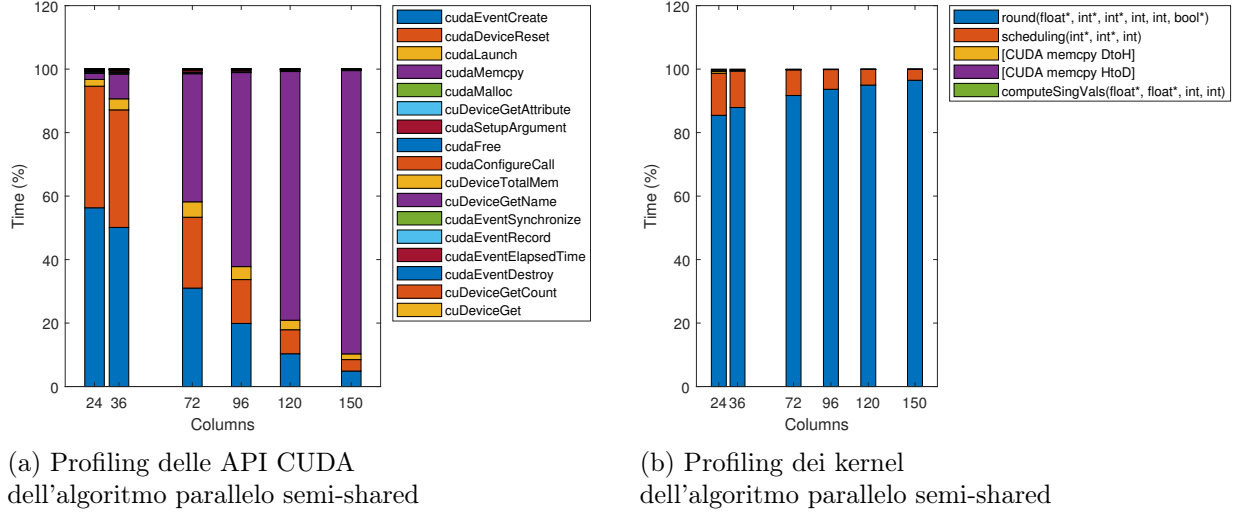 120
100
80
60
40
20
0
Time (%)
24 36 72 96 120 150
Columns
cudaEventCreate
cudaDeviceReset
cudaLaunch
cudaMemcpy
cudaMalloc
cuDeviceGetAttribute
cudaSetupArgument
cudaFree
cudaConfigureCall
cuDeviceTotalMem
cuDeviceGetName
cudaEventSynchronize
cudaEventRecord
cudaEventElapsedTime
cudaEventDestroy
cuDeviceGetCount
cuDeviceGet
(a) Profiling delle API CUDA
dell'algoritmo parallelo semi-shared
120
100
80
60
40
20
0
Time (%)
24 36 72 96 120 150
Columns
round(float*, int*, int*, int, int, bool*)
scheduling(int*, int*, int)
[CUDA memcpy DtoH]
[CUDA memcpy HtoD]
computeSingVals(float*, float*, int, int)
(b) Profiling dei kernel
dell'algoritmo parallelo semi-shared